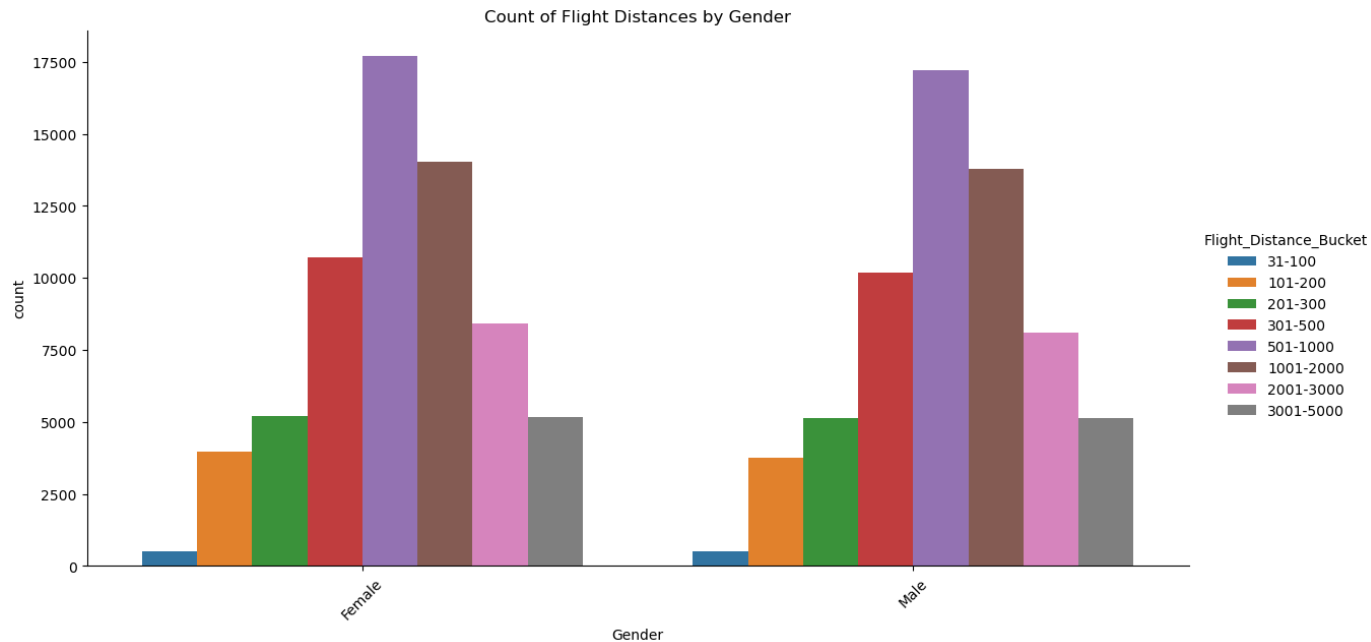 Count of Flight Distances by Gender
17500
15000
12500
10000
7500
5000
2500
0
count
Female
Male
Gender
Flight_Distance_Bucket
31-100
101-200
201-300
301-500
501-1000
1001-2000
2001-3000
3001-5000